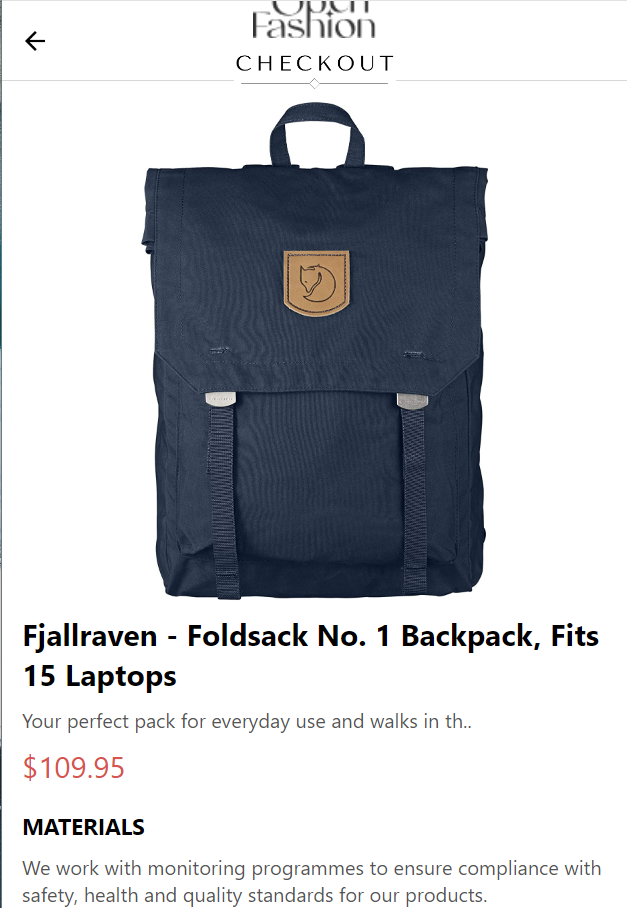 Open
Fashion
CHECKOUT
Fjallraven - Foldsack No. 1 Backpack, Fits
15 Laptops
Your perfect pack for everyday use and walks in th..
$109.95
MATERIALS
We work with monitoring programmes to ensure compliance with
safety, health and quality standards for our products.